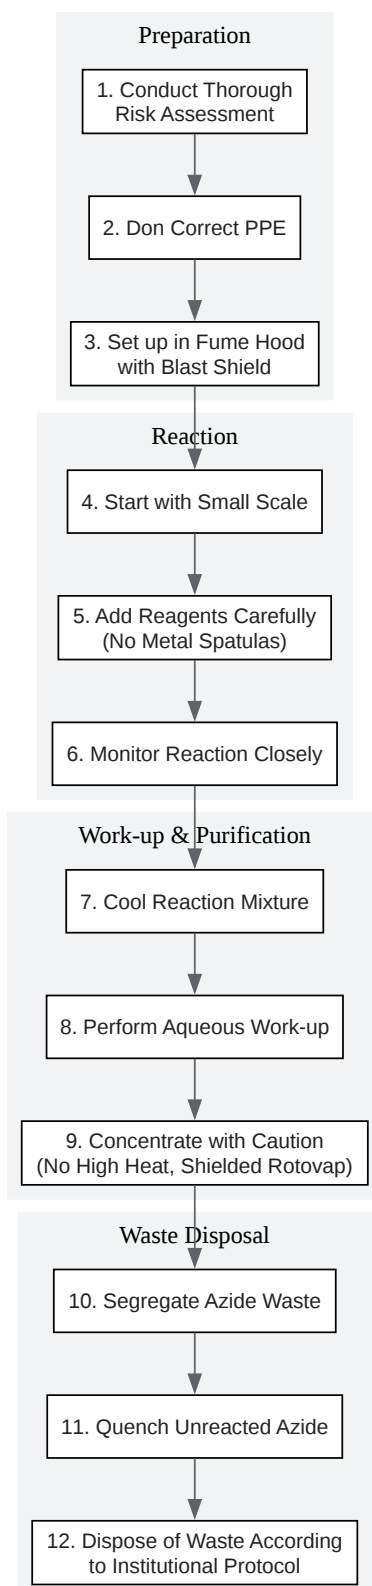 Preparation
1. Conduct Thorough
Risk Assessment
2. Don Correct PPE
3. Set up in Fume Hood
with Blast Shield
Reaction
4. Start with Small Scale
5. Add Reagents Carefully
(No Metal Spatulas)
6. Monitor Reaction Closely
Work-up & Purification
7. Cool Reaction Mixture
8. Perform Aqueous Work-up
9. Concentrate with Caution
(No High Heat, Shielded Rotovap)
Waste Disposal
10. Segregate Azide Waste
11. Quench Unreacted Azide
12. Dispose of Waste According
to Institutional Protocol